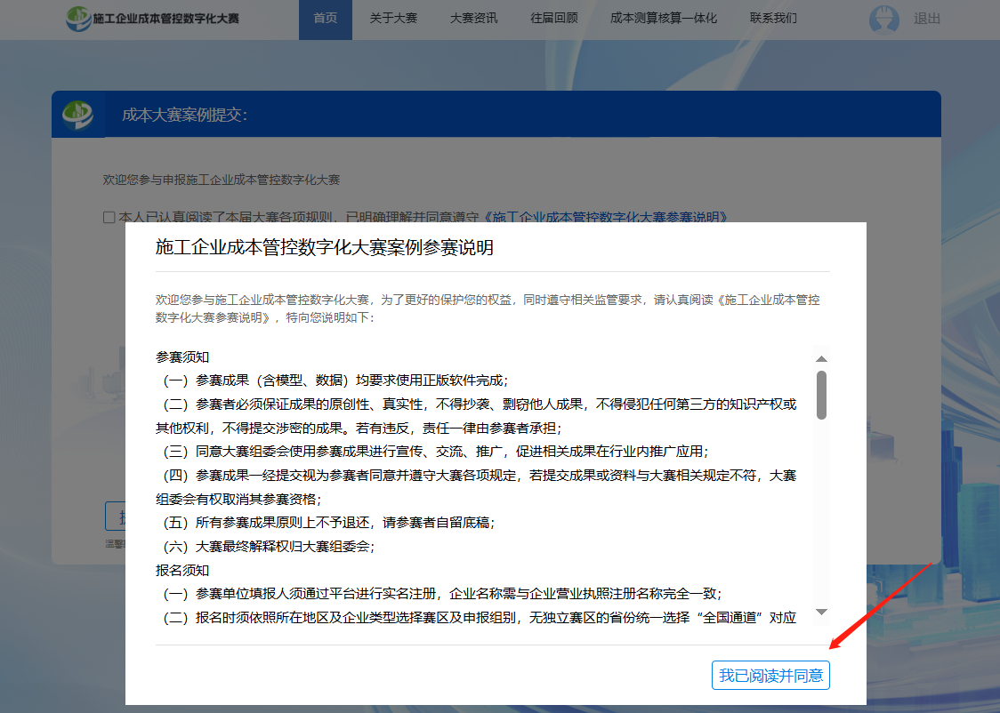 施工企业成本管控数字化大赛
首页
关于大赛
大赛资讯
往届回顾
成本测算核算一体化
联系我们
退出
成本大赛案例提交：
欢迎您参与申报施工企业成本管控数字化大赛
本人已认真阅读了本届大赛各项规则，已明确理解并同意遵守《施工企业成本管控数字化大赛参赛说明》
施工企业成本管控数字化大赛案例参赛说明
欢迎您参与施工企业成本管控数字化大赛，为了更好的保护您的权益，同时遵守相关监管要求，请认真阅读《施工企业成本管控
数字化大赛参赛说明》，特向您说明如下：
参赛须知
（一）参赛成果（含模型、数据）均要求使用正版软件完成；
（二）参赛者必须保证成果的原创性、真实性，不得抄袭、剽窃他人成果，不得侵犯任何第三方的知识产权或
其他权利，不得提交涉密的成果。若有违反，责任一律由参赛者承担；
（三）同意大赛组委会使用参赛成果进行宣传、交流、推广，促进相关成果在行业内推广应用；
（四）参赛成果一经提交视为参赛者同意并遵守大赛各项规定，若提交成果或资料与大赛相关规定不符，大赛
组委会有权取消其参赛资格；
（五）所有参赛成果原则上不予退还，请参赛者自留底稿；
（六）大赛最终解释权归大赛组委会；
报名须知
（一）参赛单位填报人须通过平台进行实名注册，企业名称需与企业营业执照注册名称完全一致；
（二）报名时须依照所在地区及企业类型选择赛区及申报组别，无独立赛区的省份统一选择“全国通道”对应
温馨
我已阅读并同意